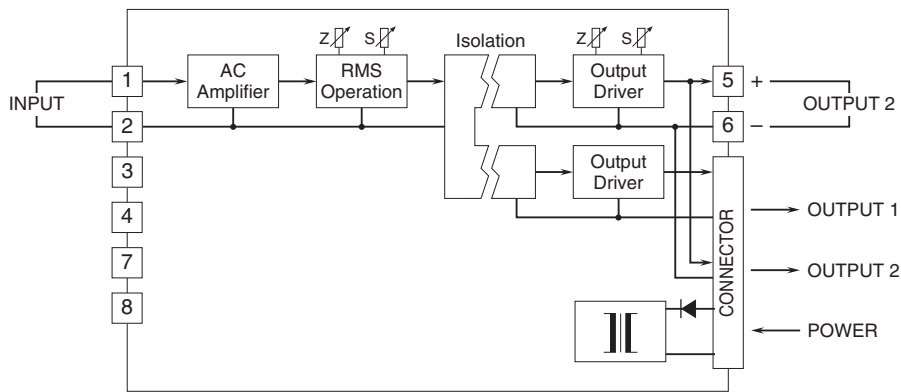 Z S
Isolation
Z S
INPUT
1
AC
Amplifier
RMS
Operation
Output
Driver
5 +
OUTPUT 2
2
6 −
3
Output
Driver
4
CONNECTOR
OUTPUT 1
7
OUTPUT 2
8
POWER